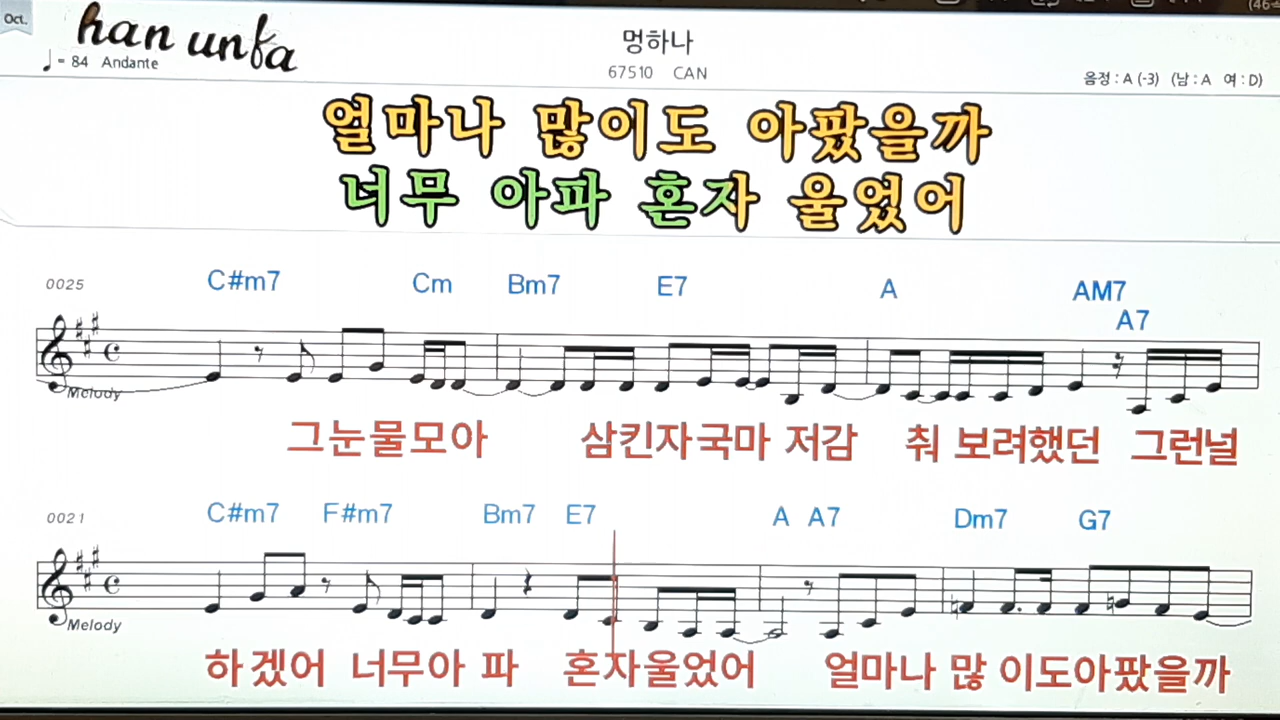 Oct.
han unfa
♩ = 84 Andante
멍하나
67510 CAN
음정 : A (-3) (남 : A 여 : D)
얼마나 많이도 아팠을까
너무 아파 혼자 울었어
0025 C#m7 Cm Bm7 E7 A AM7
A7
Melody
그눈물모아 삼킨자국마 저감 춰 보려했던 그런널
0021 C#m7 F#m7 Bm7 E7 A A7 Dm7 G7
Melody
하겠어 너무아 파 혼자울었어 얼마나 많 이도아팠을까